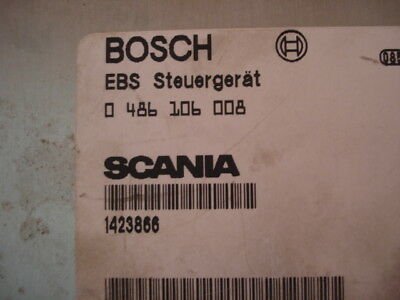 BOSCH
EBS Steuergerät
0 486 106 008
SCANIA
1423866